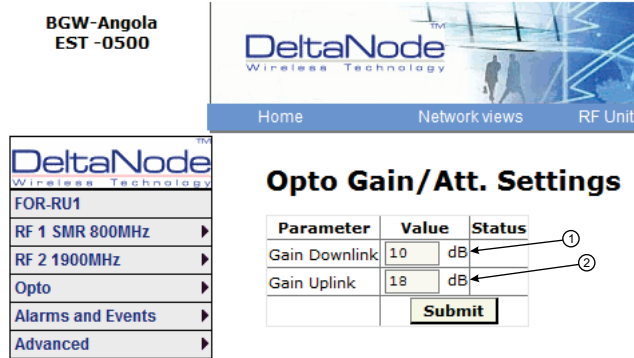 BGW-Angola
EST -0500
DeltaNode
Wireless Technology
Home Network views RF Unit
DeltaNode TM
Wireless Technology
FOR-RU1
RF 1 SMR 800MHz
RF 2 1900MHz
Opto
Alarms and Events
Advanced
Opto Gain/Att. Settings
Parameter Value Status
Gain Downlink 10 dB 1
Gain Uplink 18 dB 2
Submit